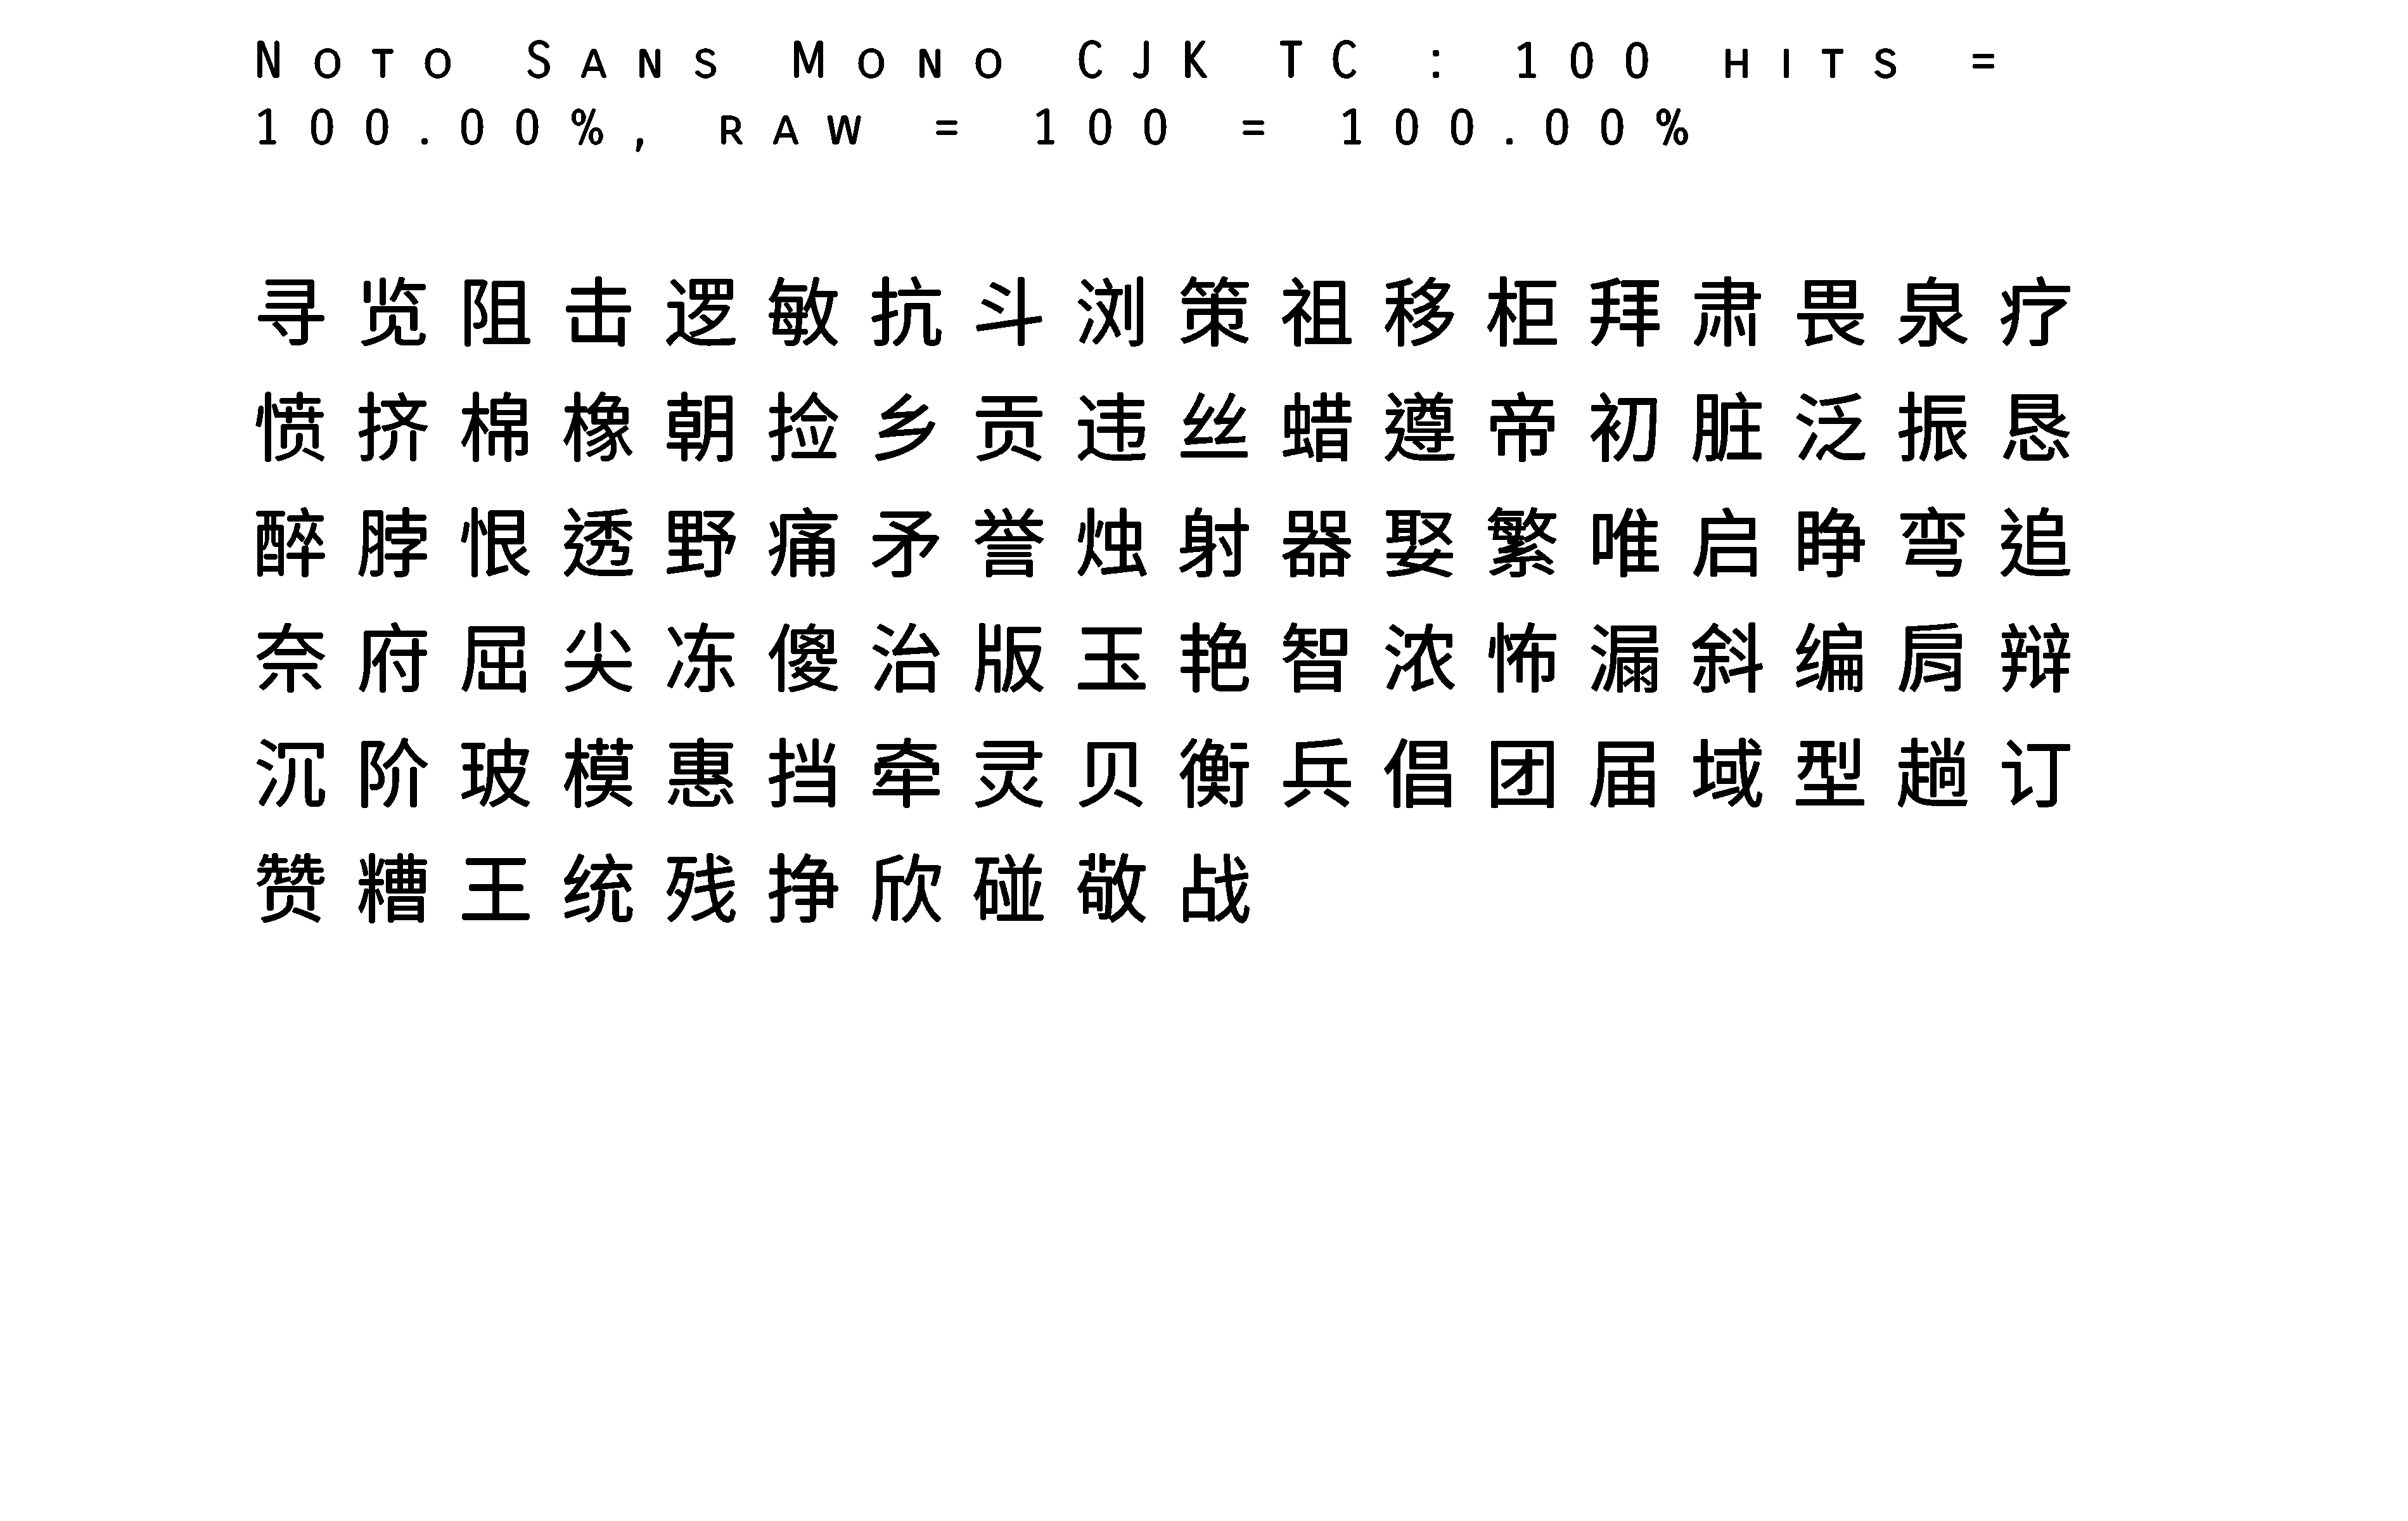 Noto Sans Mono CJK TC : 100 hits =
100.00%, raw = 100 = 100.00%
寻览阻击逻敏抗斗浏策祖移柜拜肃畏泉疗
愤挤棉橡朝捡乡贡违丝蜡遵帝初脏泛振恳
醉脖恨透野痛矛誉烛射器娶繁唯启睁弯追
奈府屈尖冻傻治版玉艳智浓怖漏斜编肩辩
沉阶玻模惠挡牵灵贝衡兵倡团届域型趟订
赞糟王统残挣欣碰敬战